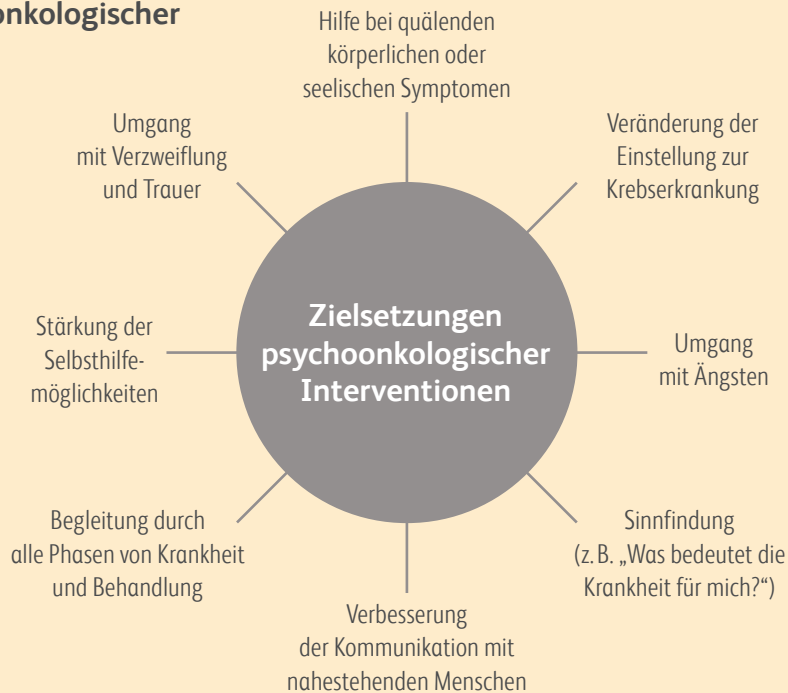 onkologischer
Hilfe bei quälenden
körperlichen oder
seelischen Symptomen
Umgang
mit Verzweiflung
und Trauer
Veränderung der
Einstellung zur
Krebserkrankung
Stärkung der
Selbsthilfe-
möglichkeiten
Zielsetzungen
psychoonkologischer
Interventionen
Umgang
mit Ängsten
Begleitung durch
alle Phasen von Krankheit
und Behandlung
Sinnfindung
(z. B. „Was bedeutet die
Krankheit für mich?“)
Verbesserung
der Kommunikation mit
nahestehenden Menschen